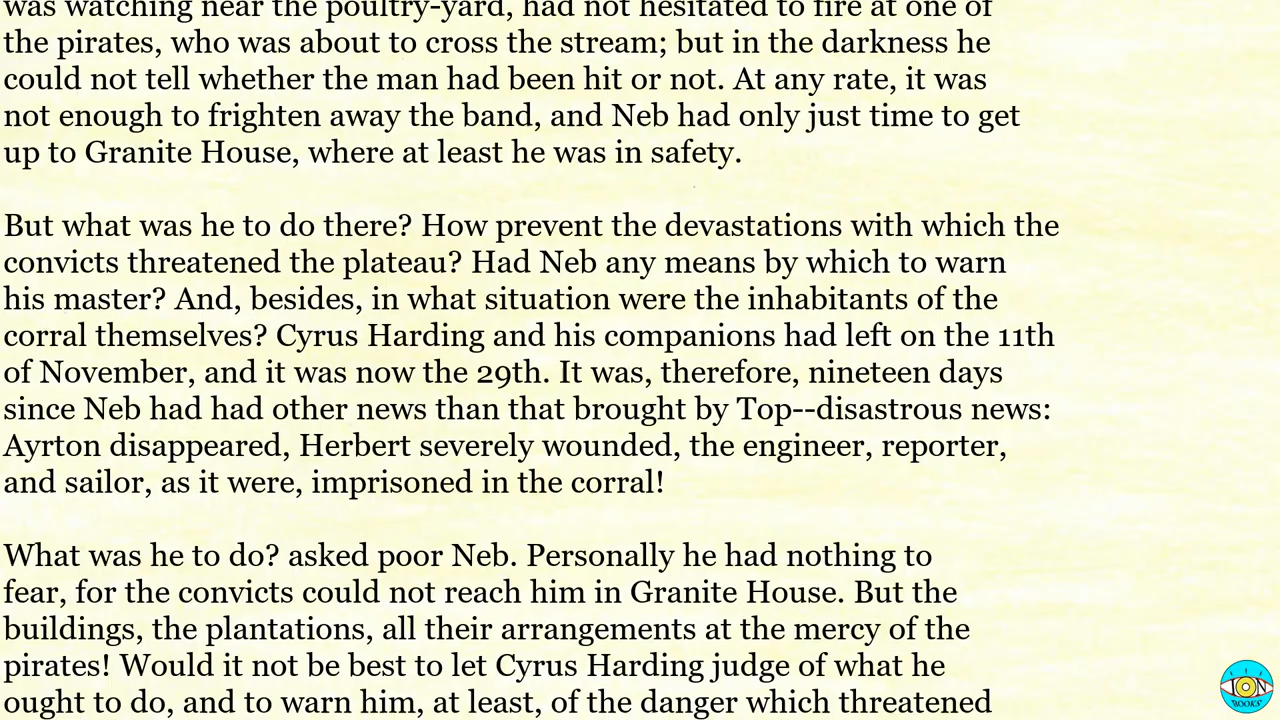 was watching near the poultry-yard, had not hesitated to fire at one of
the pirates, who was about to cross the stream; but in the darkness he
could not tell whether the man had been hit or not. At any rate, it was
not enough to frighten away the band, and Neb had only just time to get
up to Granite House, where at least he was in safety.
But what was he to do there? How prevent the devastations with which the
convicts threatened the plateau? Had Neb any means by which to warn
his master? And, besides, in what situation were the inhabitants of the
corral themselves? Cyrus Harding and his companions had left on the 11th
of November, and it was now the 29th. It was, therefore, nineteen days
since Neb had had other news than that brought by Top--disastrous news:
Ayrton disappeared, Herbert severely wounded, the engineer, reporter,
and sailor, as it were, imprisoned in the corral!
What was he to do? asked poor Neb. Personally he had nothing to
fear, for the convicts could not reach him in Granite House. But the
buildings, the plantations, all their arrangements at the mercy of the
pirates! Would it not be best to let Cyrus Harding judge of what he
ought to do, and to warn him, at least, of the danger which threatened
ION
BOOKS